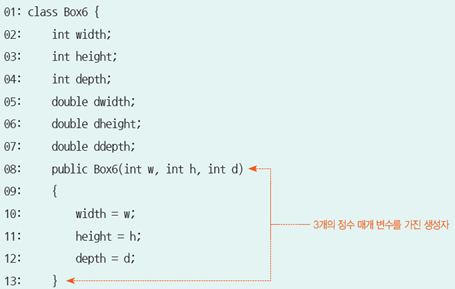 01: class Box6 {
02:     int width;
03:     int height;
04:     int depth;
05:     double dwidth;
06:     double dheight;
07:     double ddepth;
08:     public Box6(int w, int h, int d)
09:     {
10:         width = w;
11:         height = h;
3개의 정수 매개 변수를 가진 생성자
12:         depth = d;
13:     }